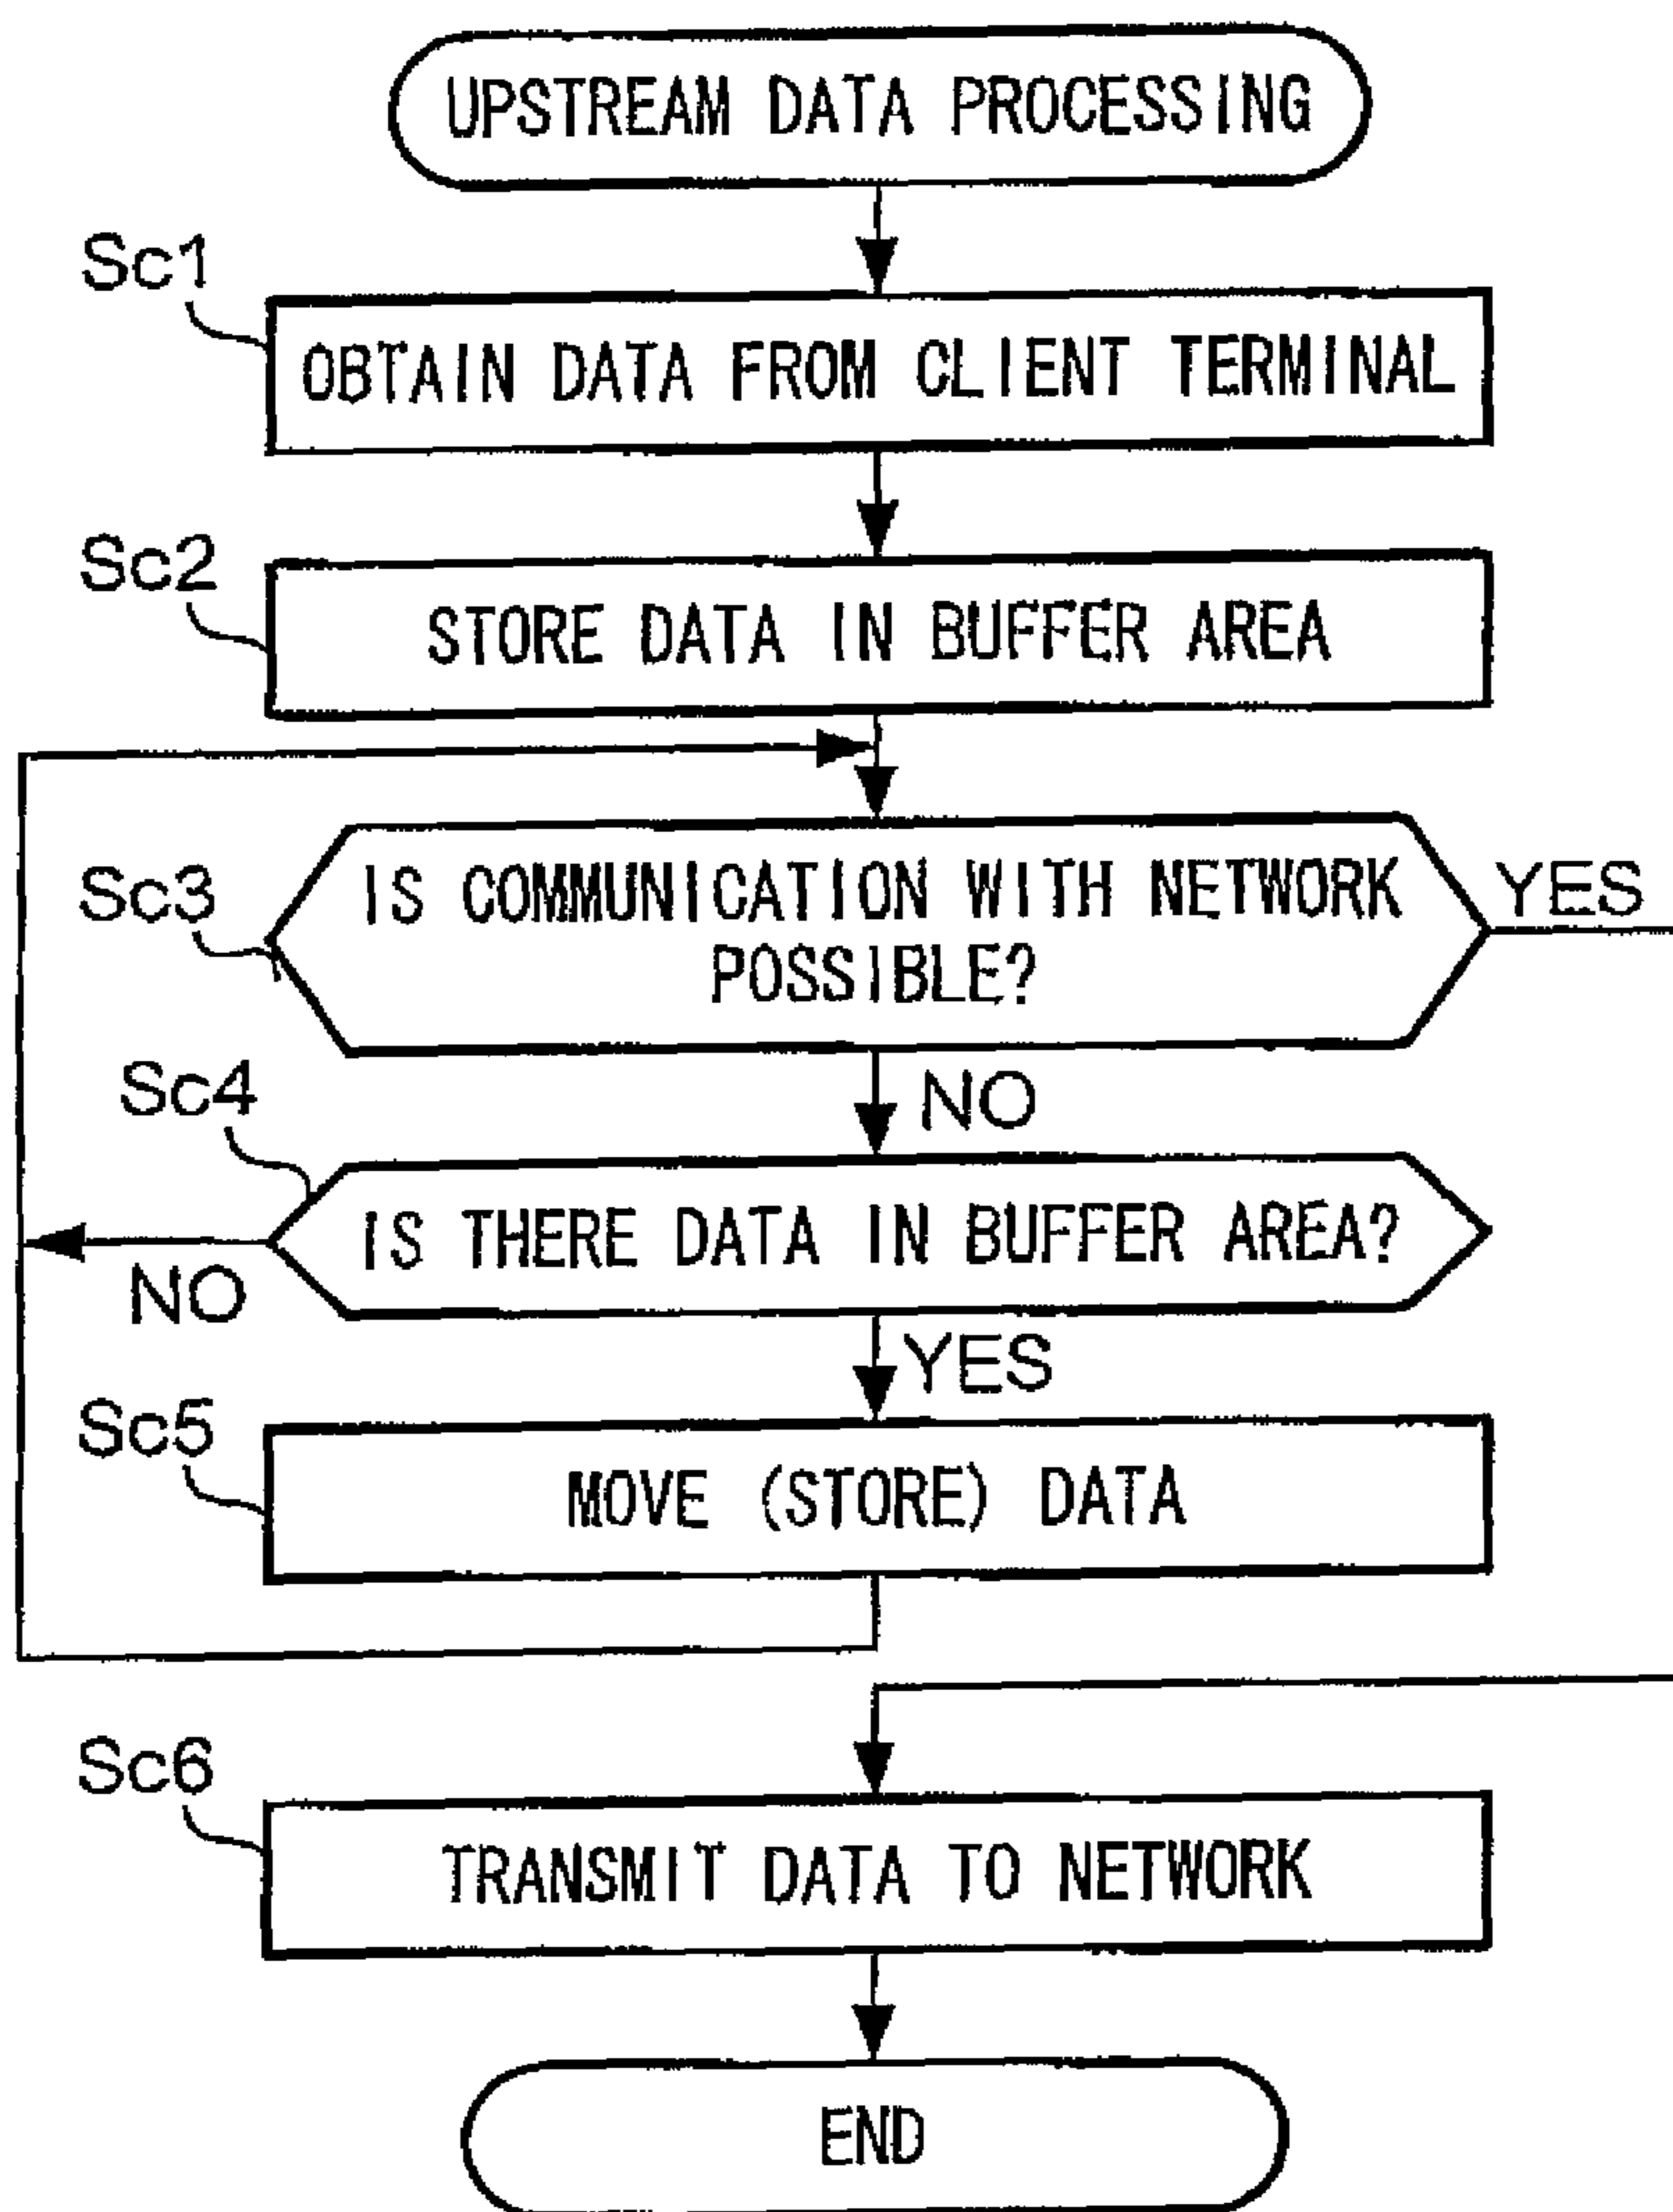 UPSTREAM DATA PROCESSING
Sc1
OBTAIN DATA FROM CLIENT TERMINAL
Sc2
STORE DATA IN BUFFER AREA
Sc3
IS COMMUNICATION WITH NETWORK
POSSIBLE?
YES
NO
Sc4
IS THERE DATA IN BUFFER AREA?
NO
YES
Sc5
MOVE (STORE) DATA
Sc6
TRANSMIT DATA TO NETWORK
END